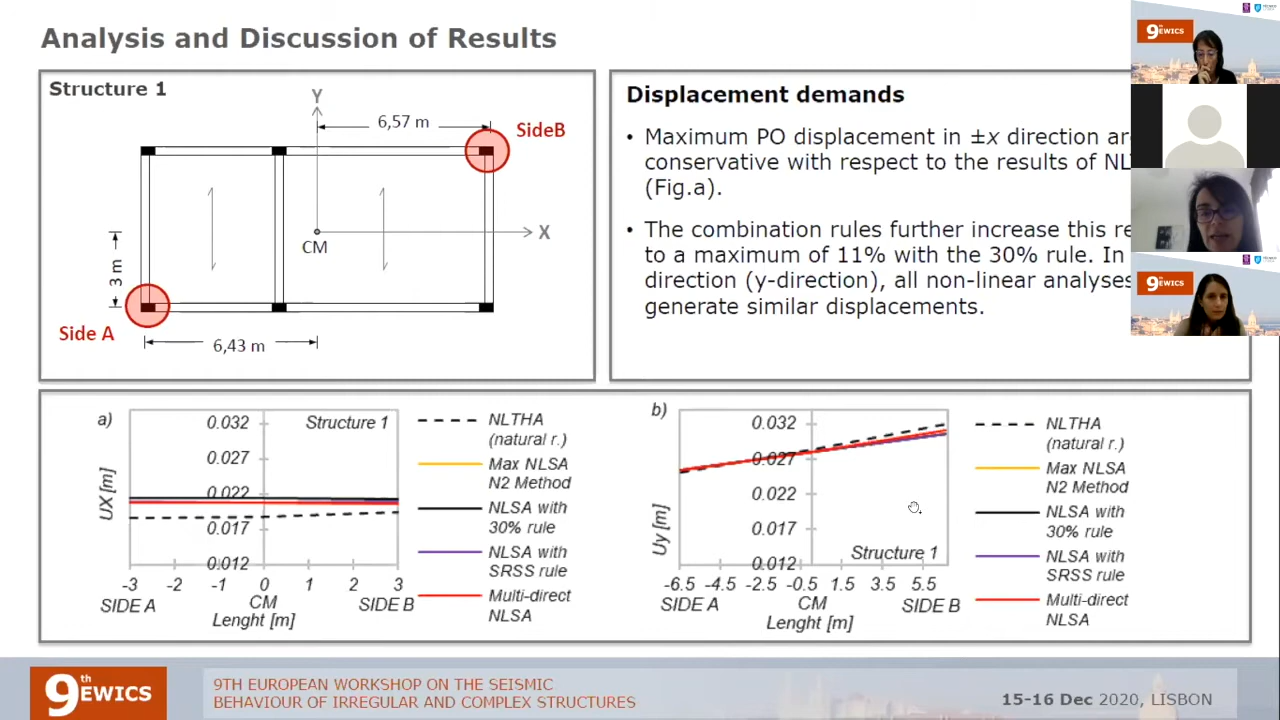 Analysis and Discussion of Results
Structure 1
Y
6,57 m
SideB
X
CM
3 m
Side A
6,43 m
Displacement demands
• Maximum PO displacement in ±x direction
conservative with respect to the results of
(Fig.a).
• The combination rules further increase this
to a maximum of 11% with the 30% rule. In
direction (y-direction), all non-linear analyses
generate similar displacements.
a)
0.032
0.027
0.022
0.017
0.012
Structure 1
UX [m]
-3 -2 -1 0 1 2 3
SIDE A CM SIDE B
Lenght [m]
NLTHA
(natural r.)
Max NLSA
N2 Method
NLSA with
30% rule
NLSA with
SRSS rule
Multi-direct
NLSA
b)
0.032
0.027
0.022
0.017
0.012
Structure 1
Uy [m]
-6.5 -4.5 -2.5 -0.5 1.5 3.5 5.5
SIDE A CM SIDE B
Lenght [m]
NLTHA
(natural r.)
Max NLSA
N2 Method
NLSA with
30% rule
NLSA with
SRSS rule
Multi-direct
NLSA
9th EWICS
9TH EUROPEAN WORKSHOP ON THE SEISMIC
BEHAVIOUR OF IRREGULAR AND COMPLEX STRUCTURES
15-16 Dec 2020, LISBON
9th EWICS
9th EWICS